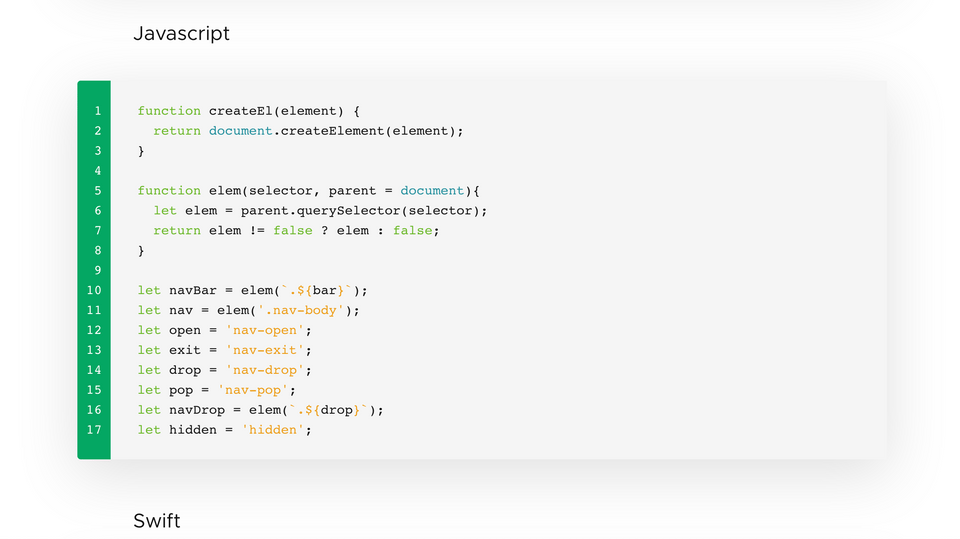 Javascript
1 function createEl(element) {
2   return document.createElement(element);
3 }
4
5 function elem(selector, parent = document){
6   let elem = parent.querySelector(selector);
7   return elem != false ? elem : false;
8 }
9
10 let navBar = elem(`.${bar}`);
11 let nav = elem('.nav-body');
12 let open = 'nav-open';
13 let exit = 'nav-exit';
14 let drop = 'nav-drop';
15 let pop = 'nav-pop';
16 let navDrop = elem(`.${drop}`);
17 let hidden = 'hidden';
Swift